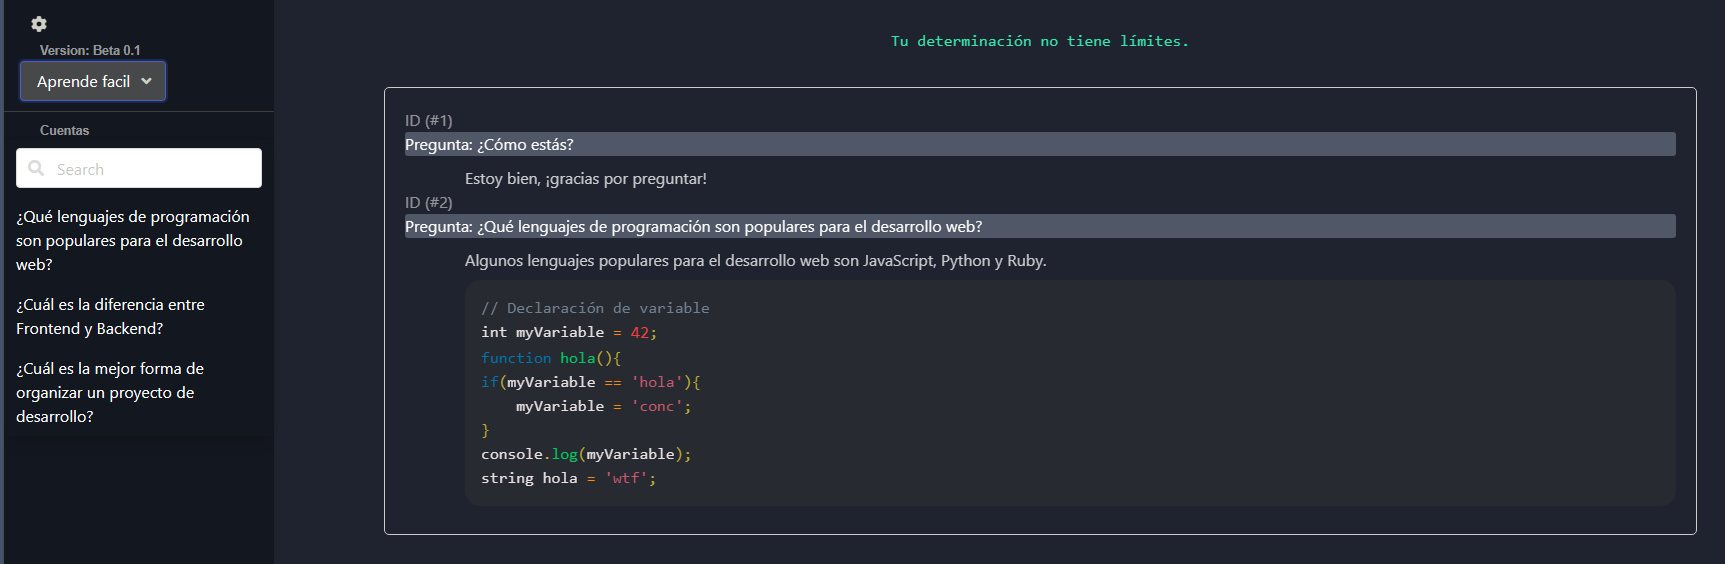 Version: Beta 0.1
Aprende facil
Cuentas
Search
¿Qué lenguajes de programación
son populares para el desarrollo
web?
¿Cuál es la diferencia entre
Frontend y Backend?
¿Cuál es la mejor forma de
organizar un proyecto de
desarrollo?
Tu determinación no tiene límites.
ID (#1)
Pregunta: ¿Cómo estás?
Estoy bien, ¡gracias por preguntar!
ID (#2)
Pregunta: ¿Qué lenguajes de programación son populares para el desarrollo web?
Algunos lenguajes populares para el desarrollo web son JavaScript, Python y Ruby.
// Declaración de variable
int myVariable = 42;
function hola(){
if(myVariable == 'hola'){
    myVariable = 'conc';
}
console.log(myVariable);
string hola = 'wtf';